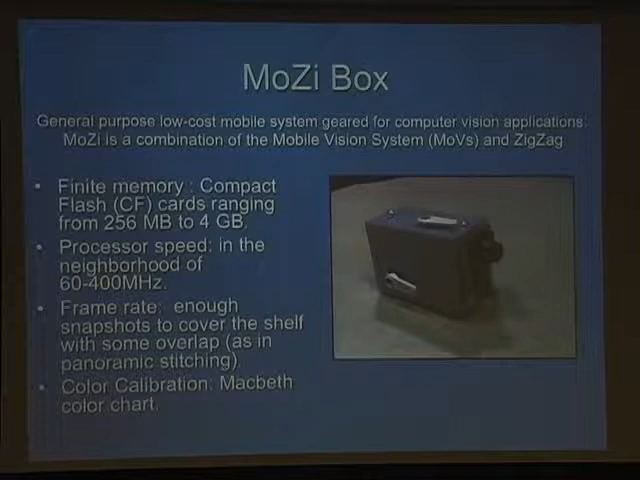 MoZi Box
General purpose low-cost mobile system geared for computer vision applications.
MoZi is a combination of the Mobile Vision System (MoVs) and ZigZag
• Finite memory : Compact
Flash (CF) cards ranging
from 256 MB to 4 GB.
• Processor speed: in the
neighborhood of
60-400MHz.
• Frame rate: enough
snapshots to cover the shelf
with some overlap (as in
panoramic stitching)
• Color Calibration: Macbeth
color chart.